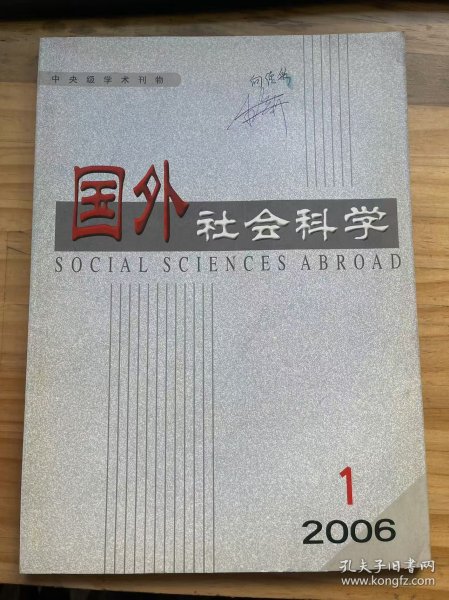 中央级学术刊物
国外社会科学
SOCIAL SCIENCES ABROAD
1
2006
孔夫子旧书网
www.kongfz.com